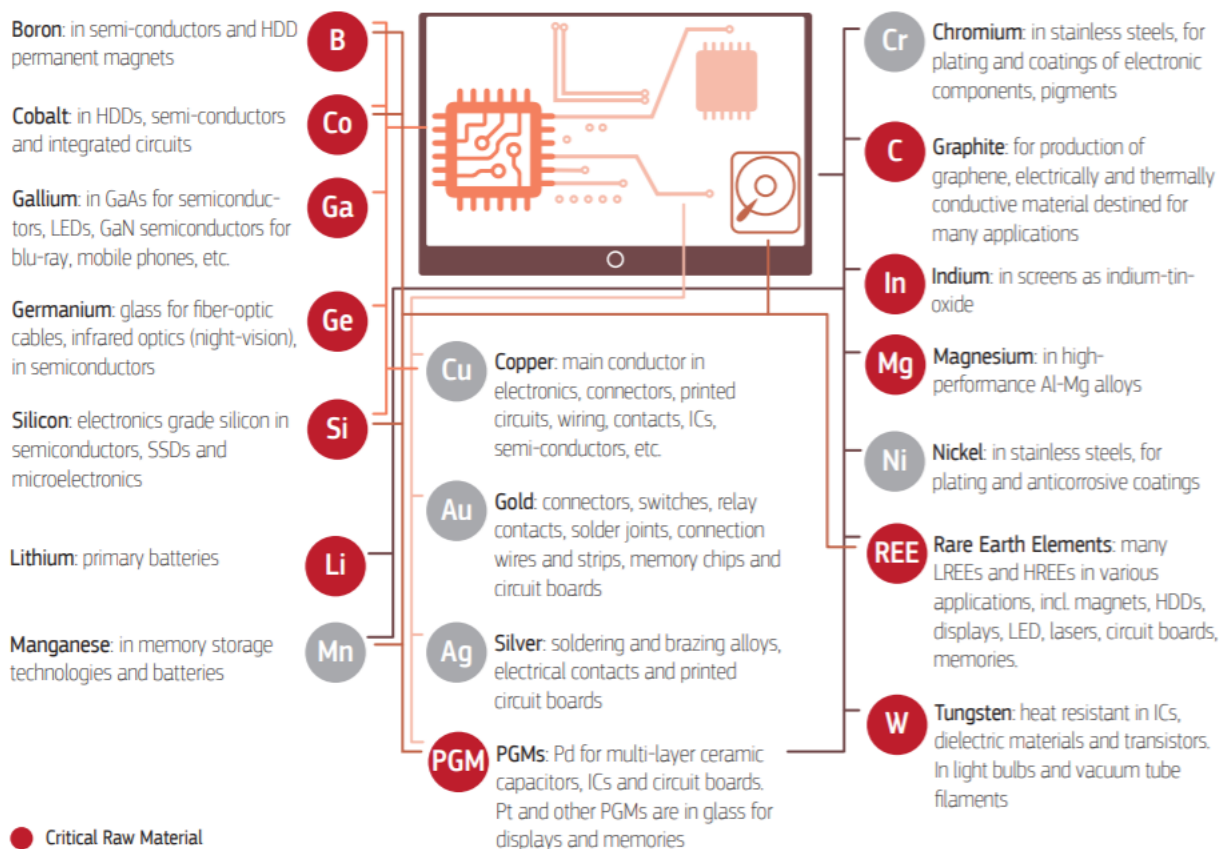 Boron: in semi-conductors and HDD
permanent magnets
B
Cobalt: in HDDs, semi-conductors
and integrated circuits
Co
Gallium: in GaAs for semiconduc-
tors, LEDs, GaN semiconductors for
blu-ray, mobile phones, etc.
Ga
Germanium: glass for fiber-optic
cables, infrared optics (night-vision),
in semiconductors
Ge
Silicon: electronics grade silicon in
semiconductors, SSDs and
microelectronics
Si
Lithium: primary batteries
Li
Manganese: in memory storage
technologies and batteries
Mn
Cu
Copper: main conductor in
electronics, connectors, printed
circuits, wiring, contacts, ICs,
semi-conductors, etc.
Au
Gold: connectors, switches, relay
contacts, solder joints, connection
wires and strips, memory chips and
circuit boards
Ag
Silver: soldering and brazing alloys,
electrical contacts and printed
circuit boards
PGM
PGMs: Pd for multi-layer ceramic
capacitors, ICs and circuit boards.
Pt and other PGMs are in glass for
displays and memories
Cr
Chromium: in stainless steels, for
plating and coatings of electronic
components, pigments
C
Graphite: for production of
graphene, electrically and thermally
conductive material destined for
many applications
In
Indium: in screens as indium-tin-
oxide
Mg
Magnesium: in high-
performance Al-Mg alloys
Ni
Nickel: in stainless steels, for
plating and anticorrosive coatings
REE
Rare Earth Elements: many
LREEs and HREEs in various
applications, incl. magnets, HDDs,
displays, LED, lasers, circuit boards,
memories.
W
Tungsten: heat resistant in ICs,
dielectric materials and transistors.
In light bulbs and vacuum tube
filaments
Critical Raw Material